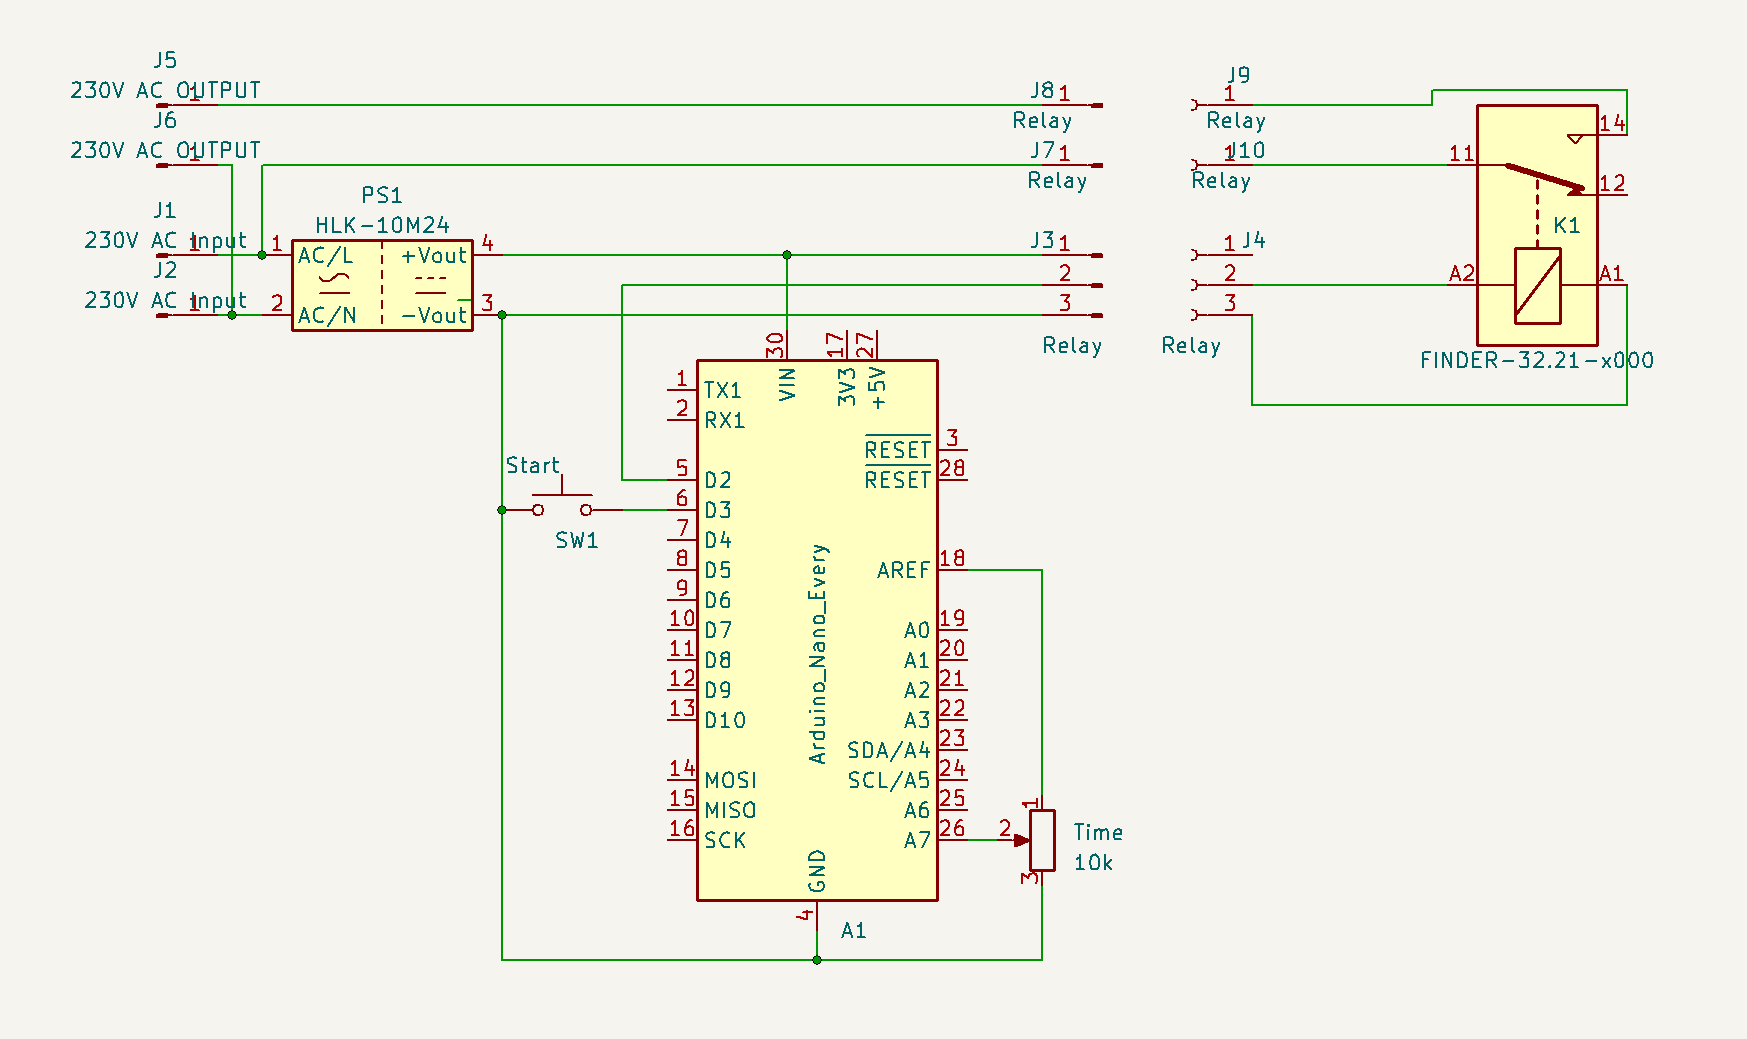 J5
230V AC OUTPUT
1
J6
230V AC OUTPUT
1
J1
230V AC Input
1
J2
230V AC Input
1
PS1
HLK-10M24
1
AC/L
+Vout
4
2
AC/N
-Vout
3
J8
1
Relay
J7
1
Relay
J3
1
2
3
Relay
J9
1
Relay
J10
1
Relay
J4
1
2
3
Relay
14
11
12
K1
A2
A1
FINDER-32.21-x000
30
17
27
VIN
3V3
+5V
1
TX1
2
RX1
3
RESET
28
RESET
5
D2
6
D3
7
D4
8
D5
9
D6
10
D7
11
D8
12
D9
13
D10
14
MOSI
15
MISO
16
SCK
Start
SW1
Arduino_Nano_Every
18
AREF
19
A0
20
A1
21
A2
22
A3
23
SDA/A4
24
SCL/A5
25
A6
26
A7
GND
4
A1
1
2
3
Time
10k